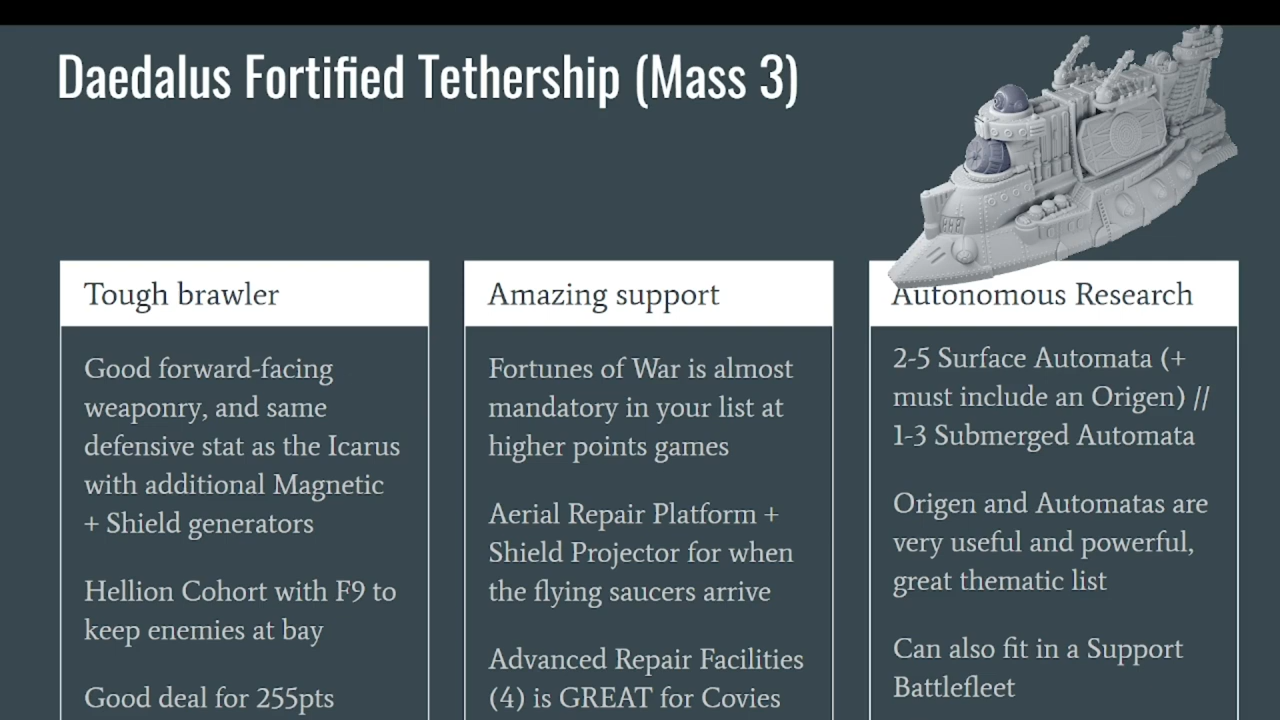 Daedalus Fortified Tethership (Mass 3)
Tough brawler
Good forward-facing
weaponry, and same
defensive stat as the Icarus
with additional Magnetic
+ Shield generators
Hellion Cohort with F9 to
keep enemies at bay
Good deal for 255pts
Amazing support
Fortunes of War is almost
mandatory in your list at
higher points games
Aerial Repair Platform +
Shield Projector for when
the flying saucers arrive
Advanced Repair Facilities
(4) is GREAT for Covies
Autonomous Research
2-5 Surface Automata (+
must include an Origen) //
1-3 Submerged Automata
Origen and Automatas are
very useful and powerful,
great thematic list
Can also fit in a Support
Battlefleet